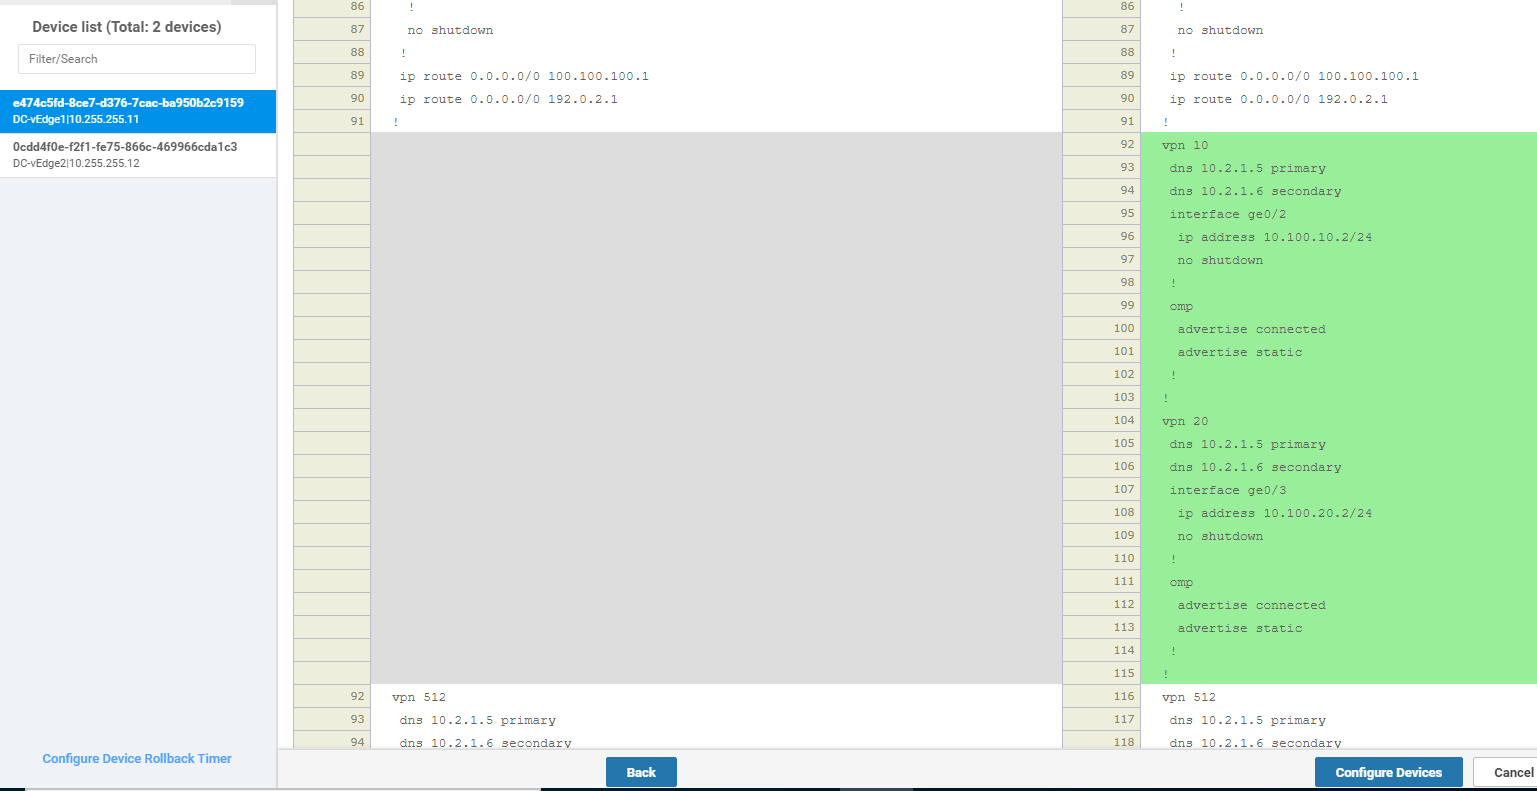 Device list (Total: 2 devices)
Filter/Search
e474c5fd-8ce7-d376-7cac-ba950b2c9159
DC-vEdge1|10.255.255.11
0cdd4f0e-f2f1-fe75-866c-469966cda1c3
DC-vEdge2|10.255.255.12
Configure Device Rollback Timer
86 !
87 no shutdown
88 !
89 ip route 0.0.0.0/0 100.100.100.1
90 ip route 0.0.0.0/0 192.0.2.1
91 !
92 vpn 512
93 dns 10.2.1.5 primary
94 dns 10.2.1.6 secondary
86 !
87 no shutdown
88 !
89 ip route 0.0.0.0/0 100.100.100.1
90 ip route 0.0.0.0/0 192.0.2.1
91 !
92 vpn 10
93 dns 10.2.1.5 primary
94 dns 10.2.1.6 secondary
95 interface ge0/2
96 ip address 10.100.10.2/24
97 no shutdown
98 !
99 omp
100 advertise connected
101 advertise static
102 !
103 !
104 vpn 20
105 dns 10.2.1.5 primary
106 dns 10.2.1.6 secondary
107 interface ge0/3
108 ip address 10.100.20.2/24
109 no shutdown
110 !
111 omp
112 advertise connected
113 advertise static
114 !
115 !
116 vpn 512
117 dns 10.2.1.5 primary
118 dns 10.2.1.6 secondary
Back
Configure Devices
Cancel